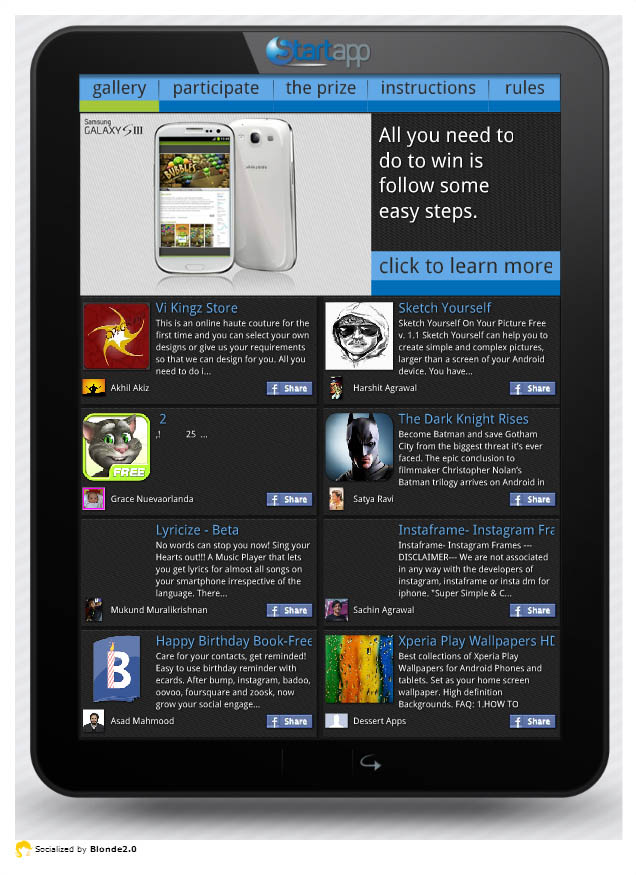 Startapp
gallery
participate
the prize
instructions
rules
Samsung
GALAXY S III
BUBBLES
All you need to
do to win is
follow some
easy steps.
click to learn more
Vi Kingz Store
This is an online haute couture for the
first time and you can select your own
designs or give us your requirements
so that we can design for you. All you
need to do i...
Akhil Akiz
Share
Sketch Yourself
Sketch Yourself On Your Picture Free
v. 1.1 Sketch Yourself can help you to
create simple and complex pictures,
larger than a screen of your Android
device. You have...
Harshit Agrawal
Share
2
,! 25 ...
FREE
Grace Nuevaorlanda
Share
The Dark Knight Rises
Become Batman and save Gotham
City from the biggest threat it's ever
faced. The epic conclusion to
filmmaker Christopher Nolan's
Batman trilogy arrives on Android in
Satya Ravi
Share
Lyricize - Beta
No words can stop you now! Sing your
Hearts out!!! A Music Player that lets
you get lyrics for almost all songs on
your smartphone irrespective of the
language. There...
Mukund Muralikrishnan
Share
Instaframe- Instagram Fra
Instaframe- Instagram Frames ---
DISCLAIMER--- We are not associated
in any way with the developers of
instagram, instaframe or insta dm for
iphone. "Super Simple & C...
Sachin Agrawal
Share
Happy Birthday Book-Free
Care for your contacts, get reminded!
Easy to use birthday reminder with
ecards. After bump, instagram, badoo,
oovoo, foursquare and zoosk, now
grow your social engage...
B
Asad Mahmood
Share
Xperia Play Wallpapers HD
Best collections of Xperia Play
Wallpapers for Android Phones and
tablets. Set as your home screen
wallpaper. High definition
Backgrounds. FAQ: 1.HOW TO
Dessert Apps
Share
Socialized by Blonde2.0